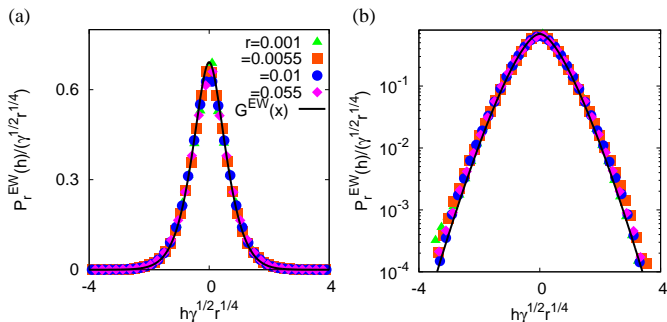 (a)
P_r^EW(h)/(γ^1/2 r^1/4)
0.6
0.3
0
-4
0
4
hγ^1/2 r^1/4
r=0.001
=0.0055
=0.01
=0.055
G^EW(x)
(b)
P_r^EW(h)/(γ^1/2 r^1/4)
10^-1
10^-2
10^-3
10^-4
-4
0
4
hγ^1/2 r^1/4